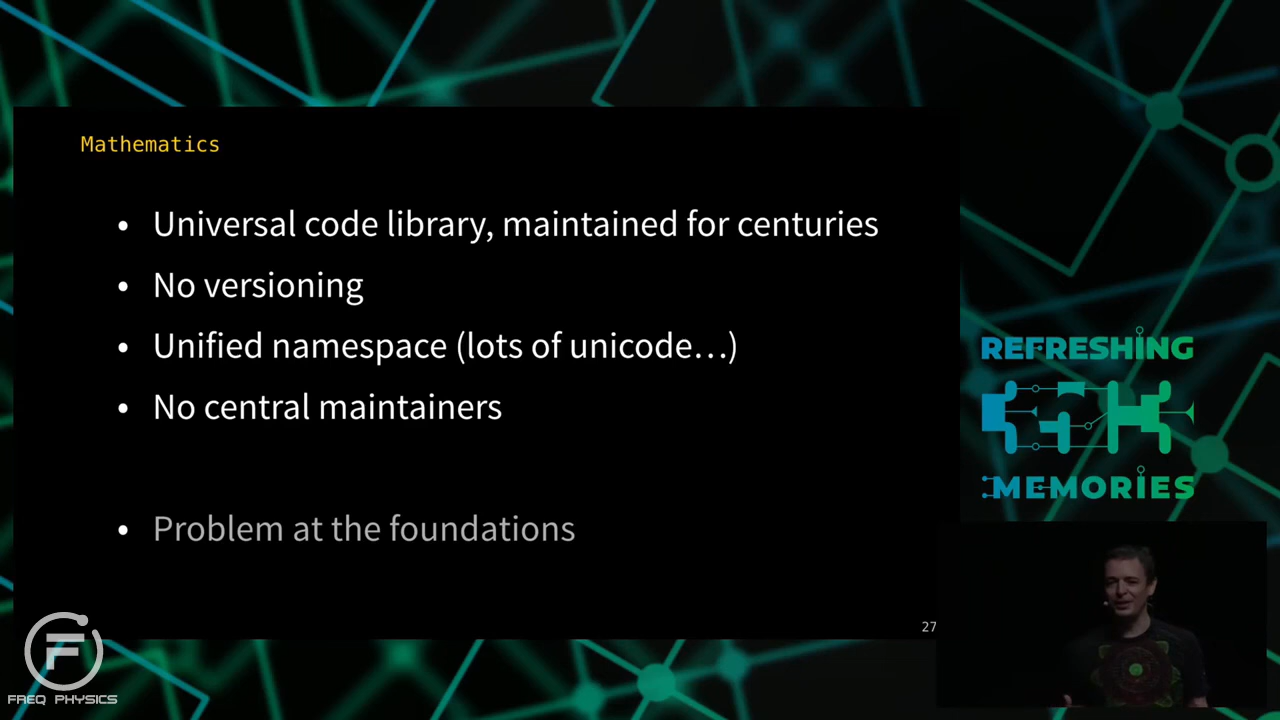 Mathematics
• Universal code library, maintained for centuries
• No versioning
• Unified namespace (lots of unicode…)
• No central maintainers
• Problem at the foundations
27
REFRESHING
MEMORIES
FREQ PHYSICS